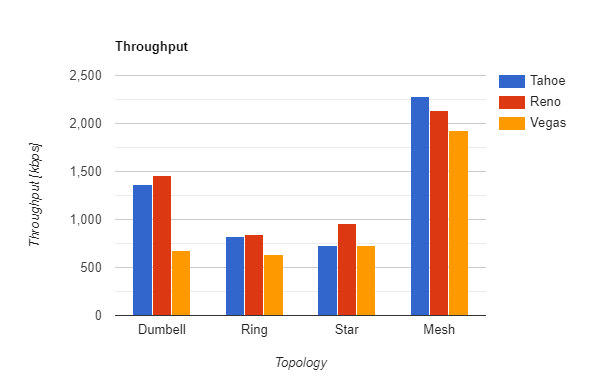 Throughput
Tahoe
Reno
Vegas
Throughput [kbps]
2,500
2,000
1,500
1,000
500
0
Dumbell Ring Star Mesh
Topology